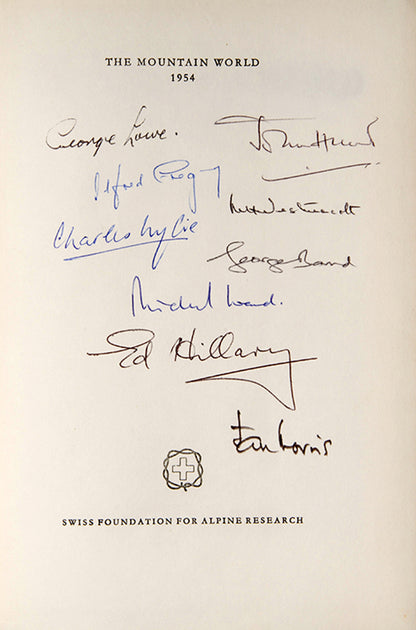 THE MOUNTAIN WORLD
1954
George Lowe.
John Hunt
Alfred Gregory
MHWestmacott
Charles Wylie
George Band
Michael Ward.
Ed Hillary
Jan Morris
SWISS FOUNDATION FOR ALPINE RESEARCH